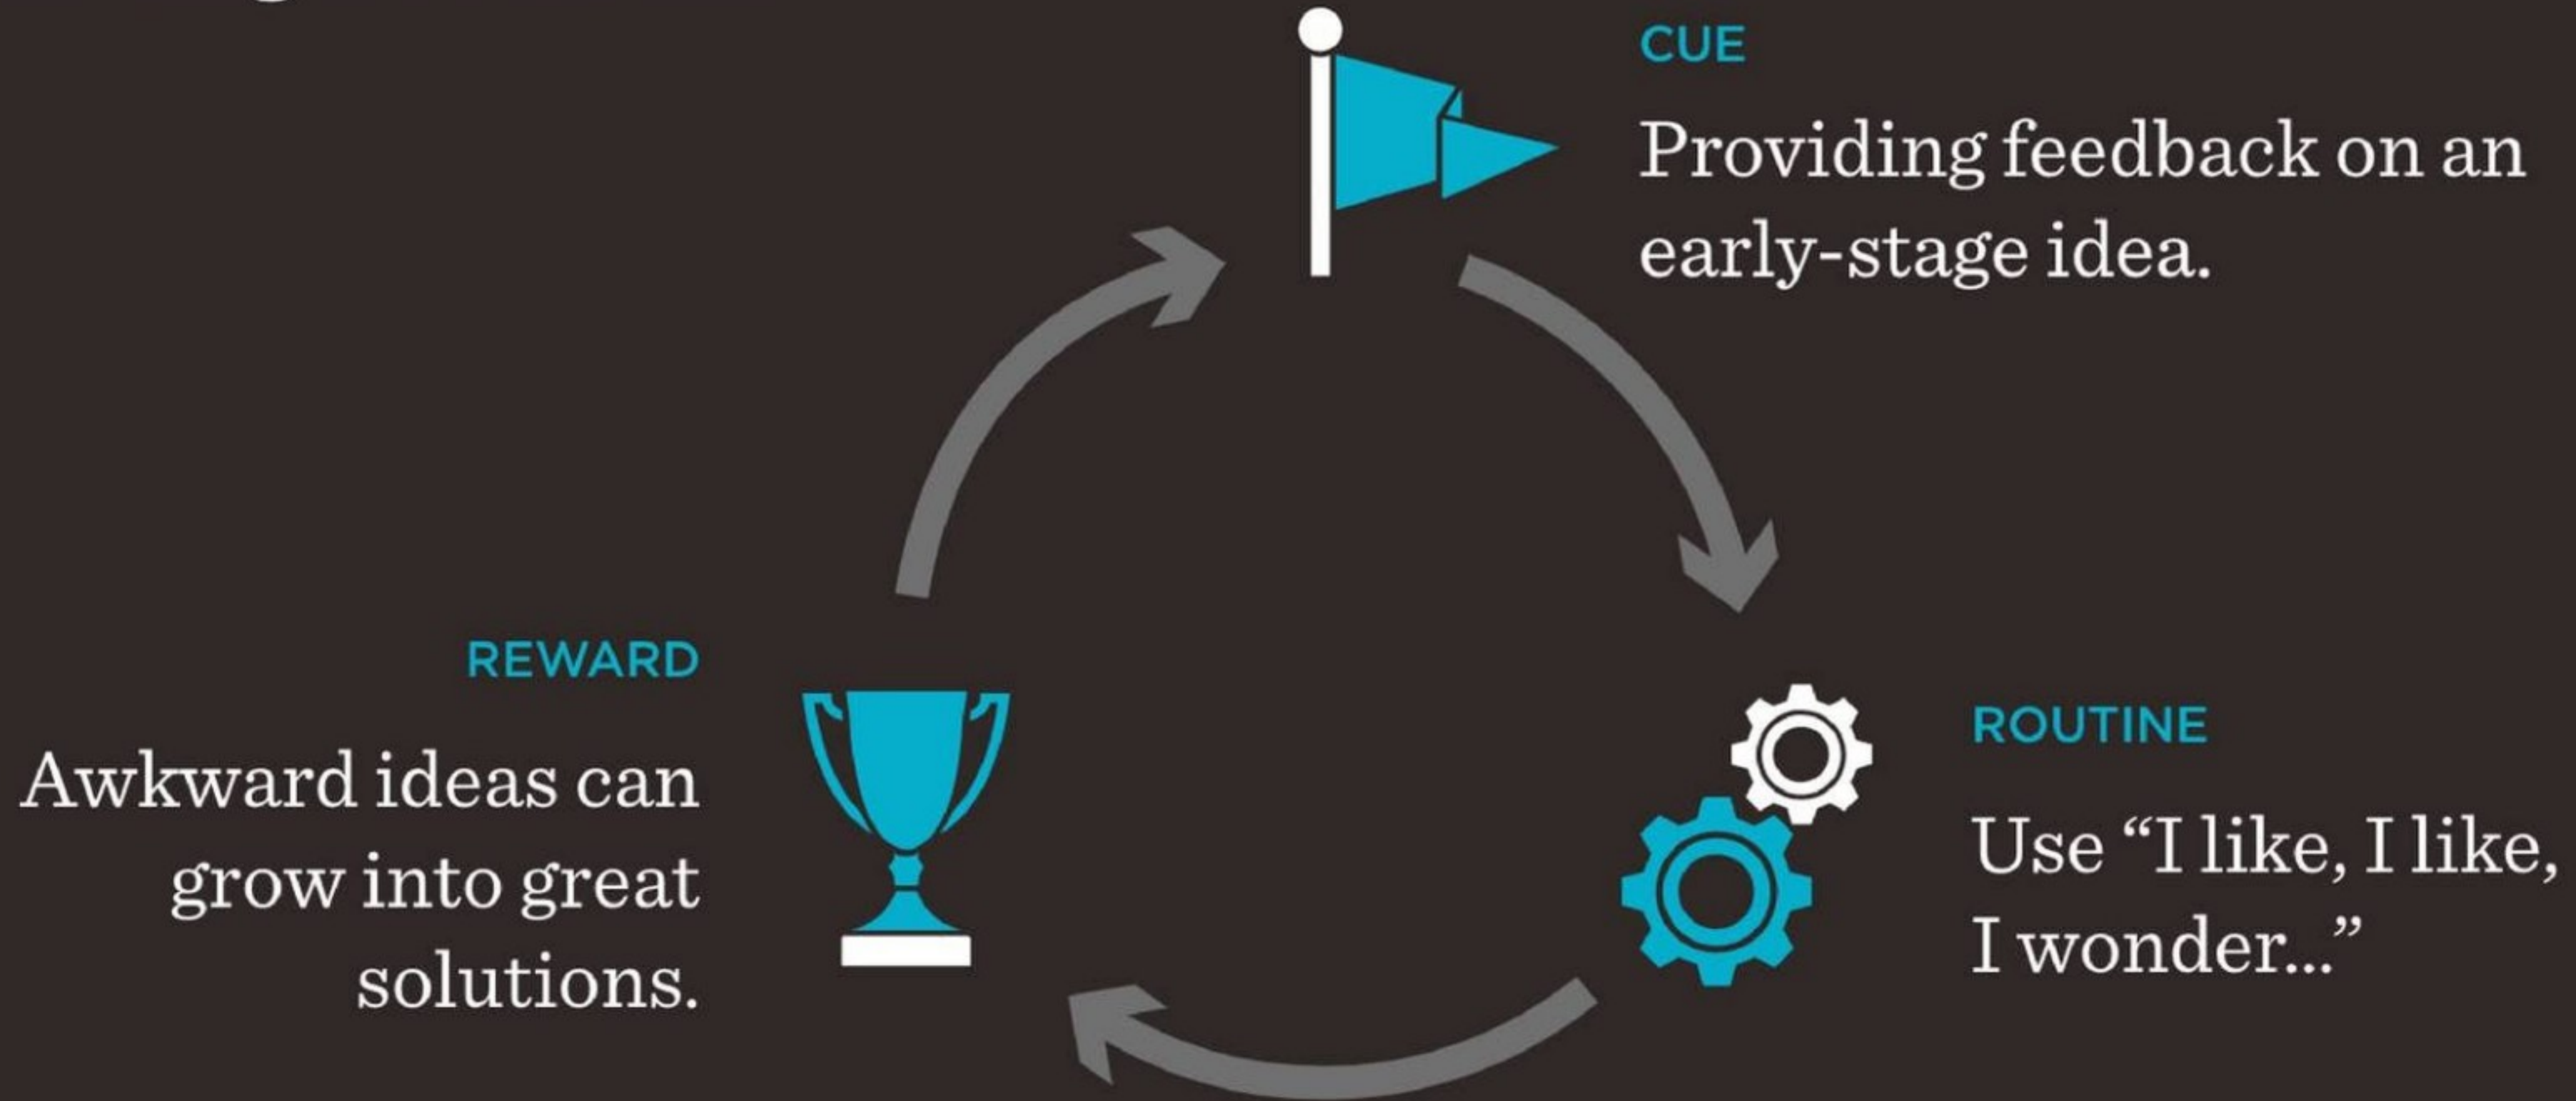 CUE
Providing feedback on an
early-stage idea.
REWARD
Awkward ideas can
grow into great
solutions.
ROUTINE
Use “I like, I like,
I wonder...”